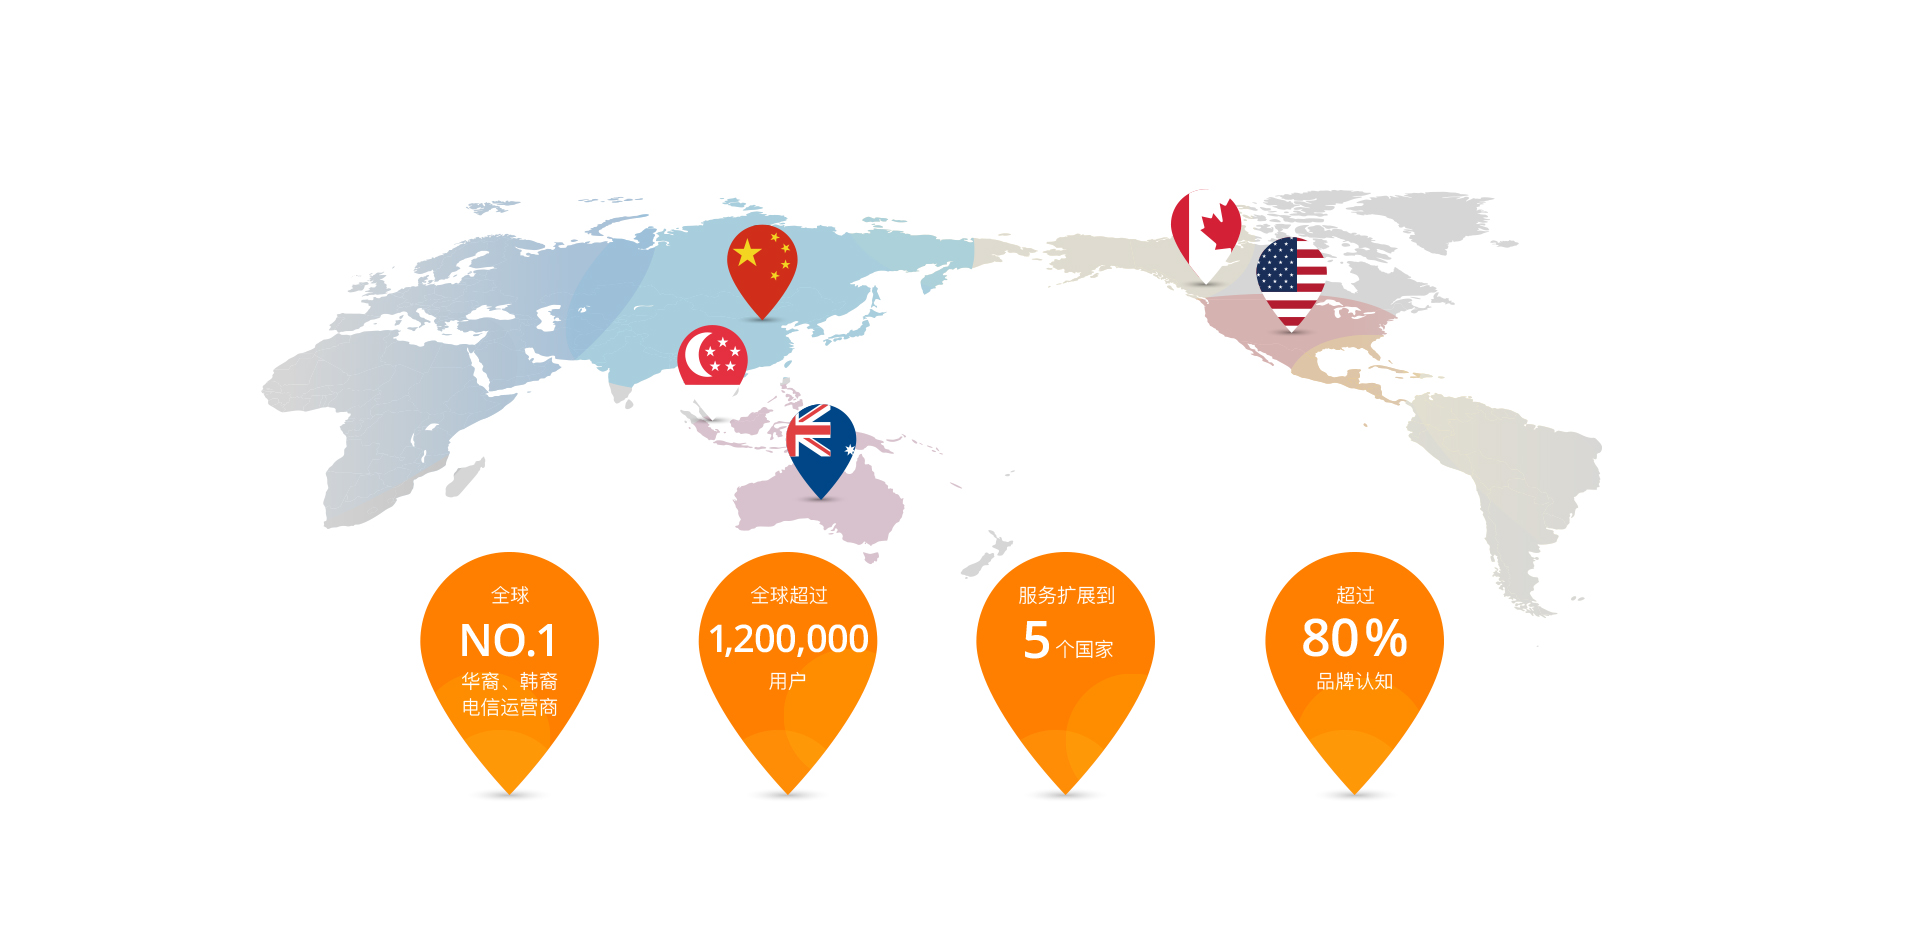 全球
NO.1
华裔、韩裔
电信运营商
全球超过
1,200,000
用户
服务扩展到
5 个国家
超过
80%
品牌认知